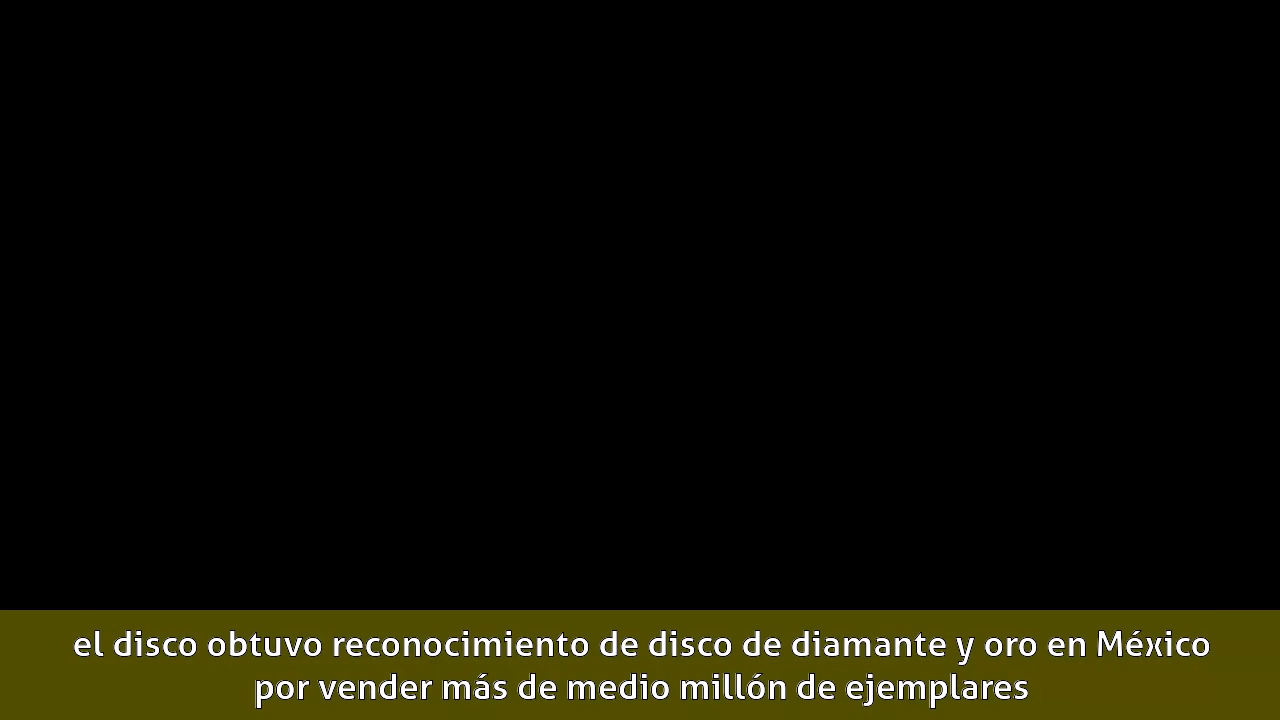 el disco obtuvo reconocimiento de disco de diamante y oro en México
por vender más de medio millón de ejemplares